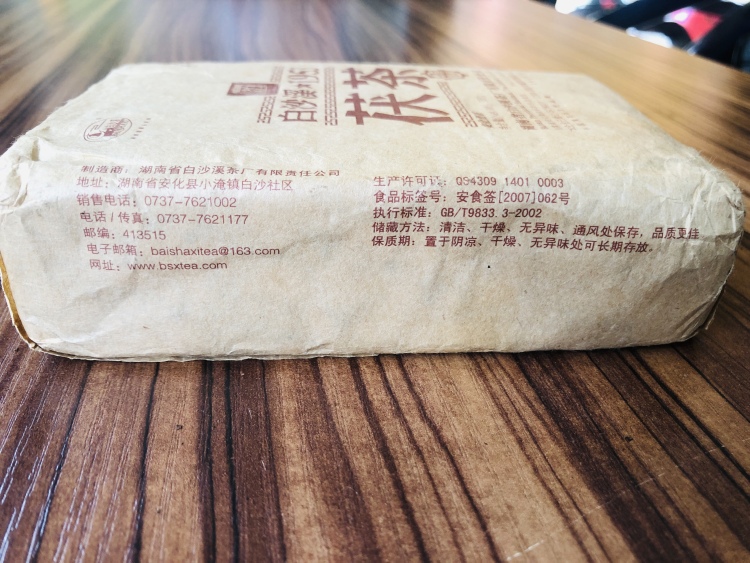 白沙溪 1953
茯茶
制造商：湖南省白沙溪茶厂有限责任公司
地址：湖南省安化县小淹镇白沙社区
销售电话：0737-7621002
电话/传真：0737-7621177
邮编：413515
电子邮箱：baishaxitea@163.com
网址：www.bsxtea.com
生产许可证：QS4309 1401 0003
食品标签号：安食签[2007]062号
执行标准：GB/T9833.3-2002
储藏方法：清洁、干燥、无异味、通风处保存，品质更佳
保质期：置于阴凉、干燥、无异味处可长期存放。